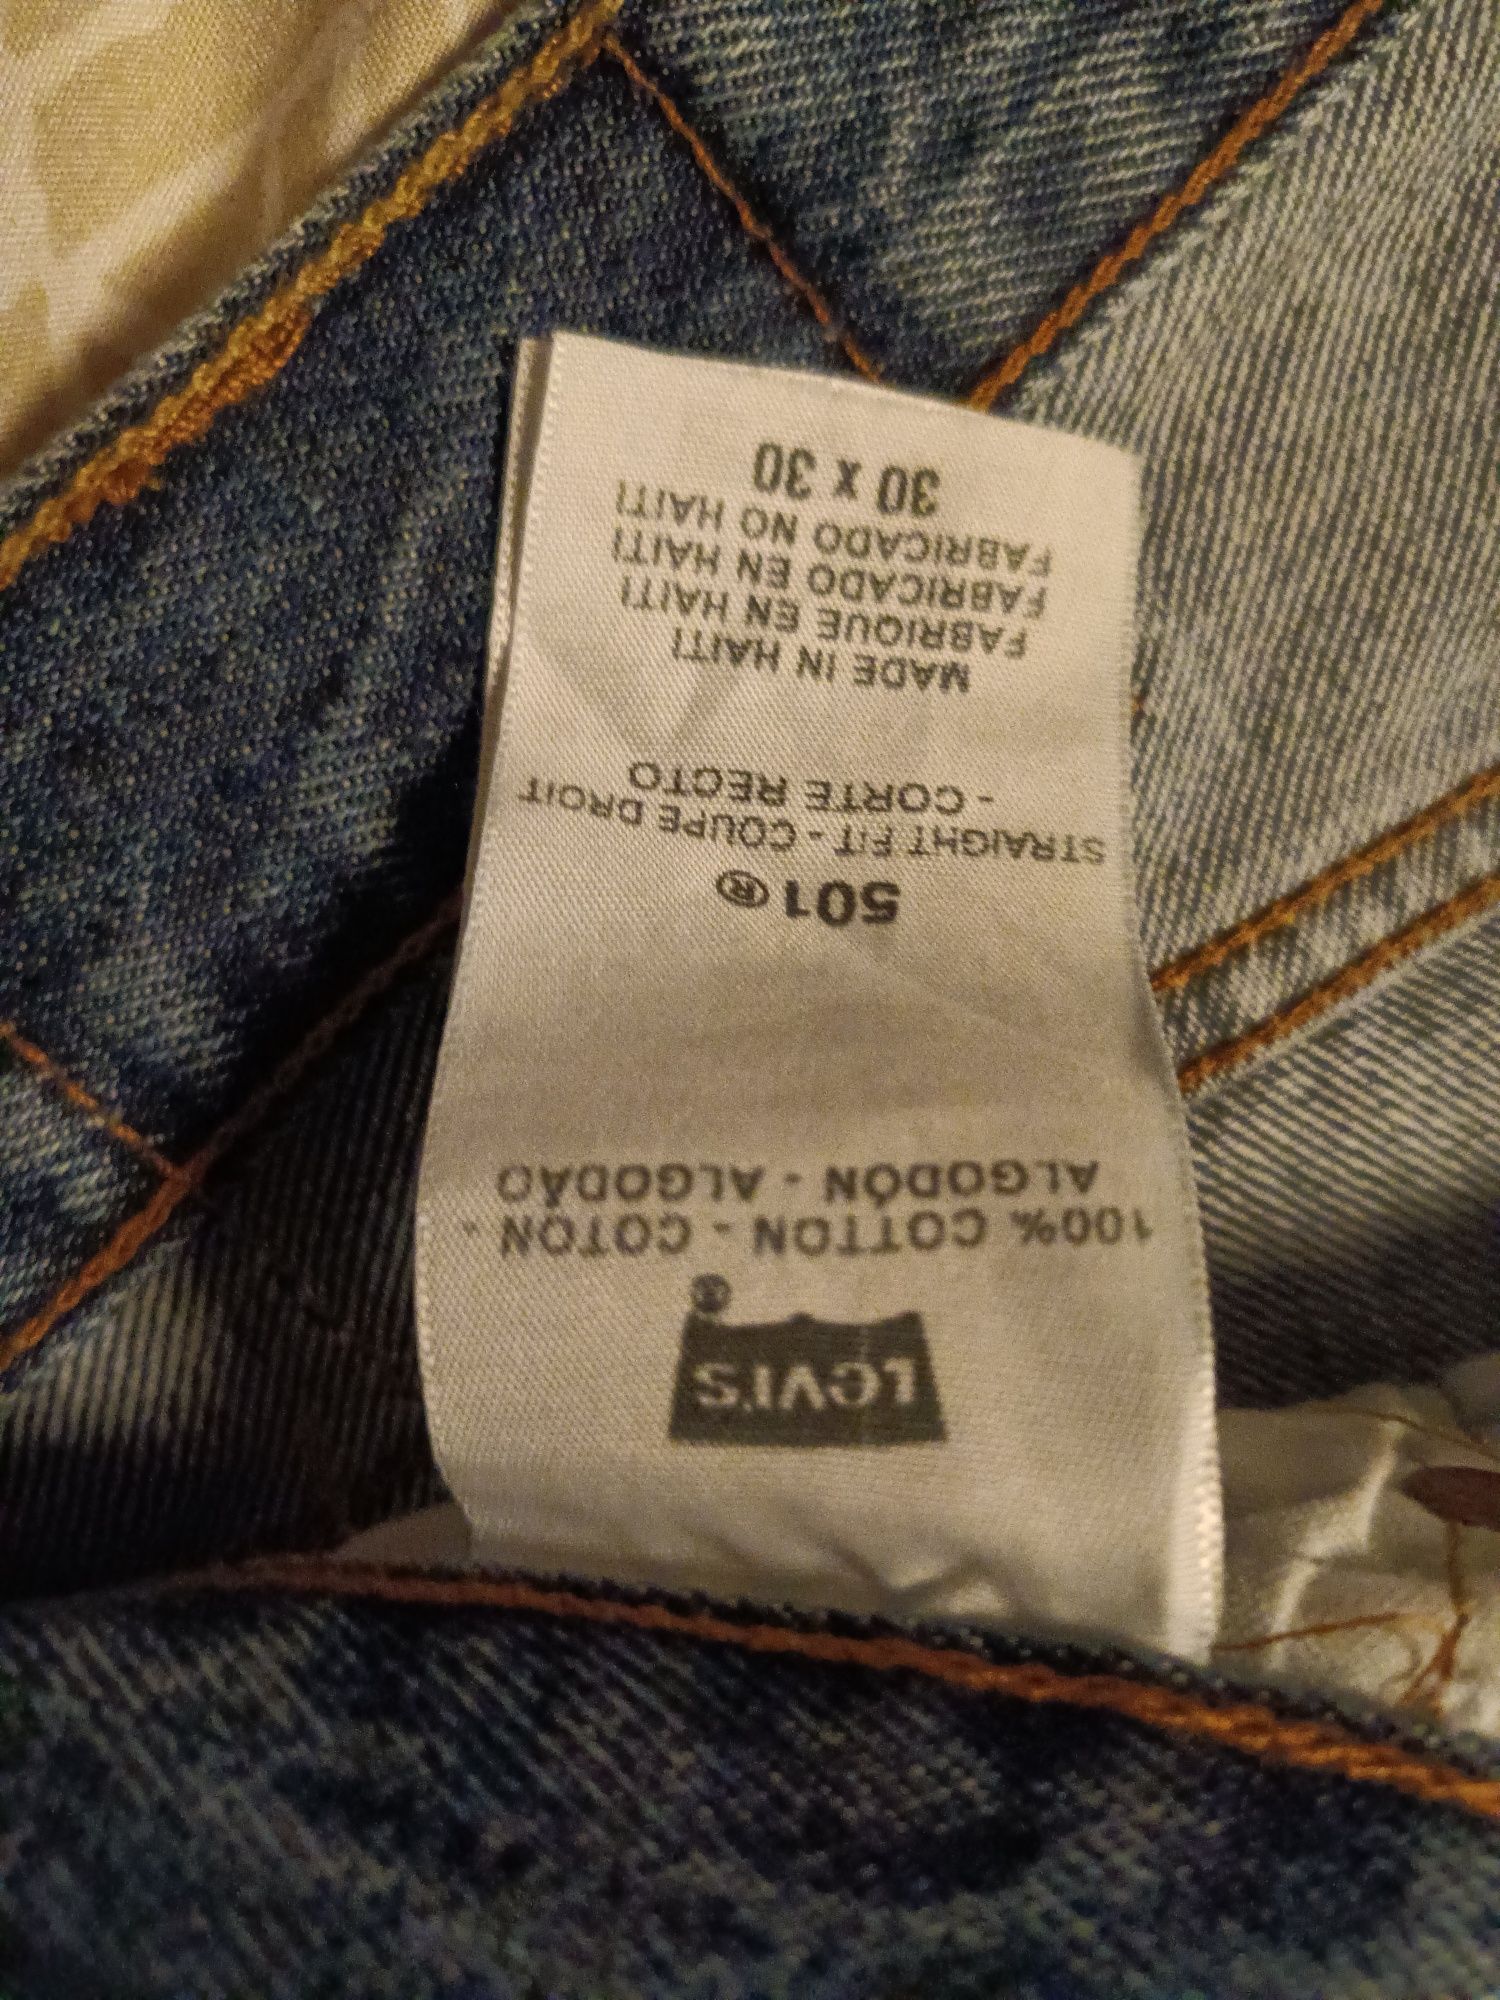 LEVI'S ®
100% COTTON - COTON -
ALGODÓN - ALGODÃO
501®
STRAIGHT FIT - COUPE DROIT
- CORTE RECTO
MADE IN HAITI
FABRIQUE EN HAITI
FABRICADO EN HAITI
FABRICADO NO HAITI
30 x 30